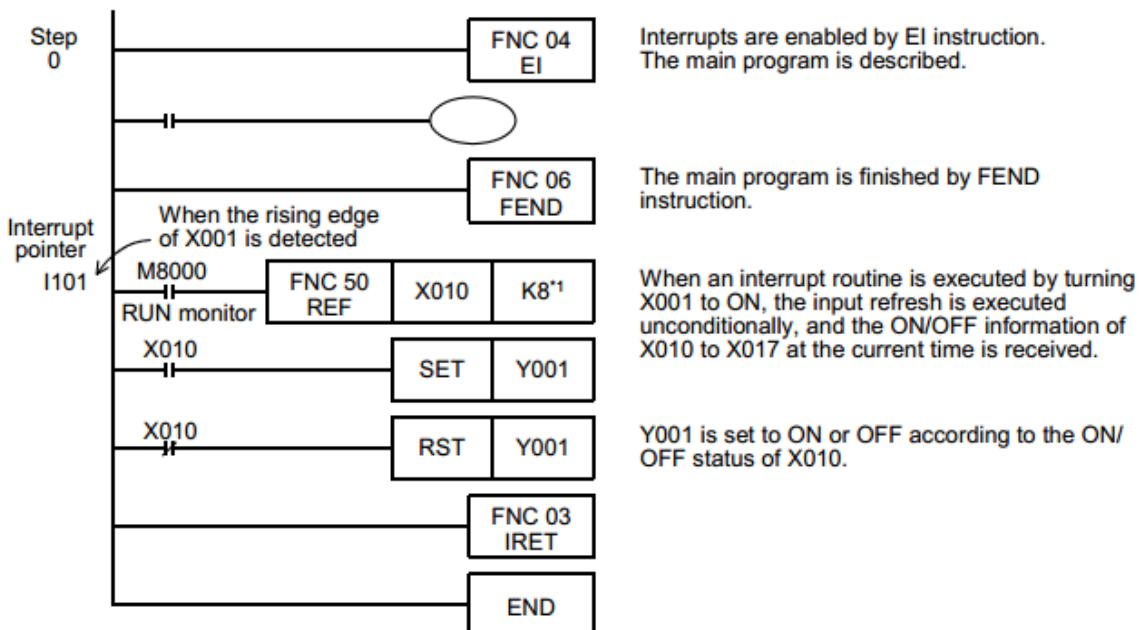 Step
0
FNC 04
EI
Interrupts are enabled by EI instruction.
The main program is described.
FNC 06
FEND
The main program is finished by FEND
instruction.
Interrupt
pointer
I101
When the rising edge
of X001 is detected
M8000
RUN monitor
FNC 50
REF
X010
K8*1
When an interrupt routine is executed by turning
X001 to ON, the input refresh is executed
unconditionally, and the ON/OFF information of
X010 to X017 at the current time is received.
X010
SET
Y001
X010
RST
Y001
Y001 is set to ON or OFF according to the ON/
OFF status of X010.
FNC 03
IRET
END